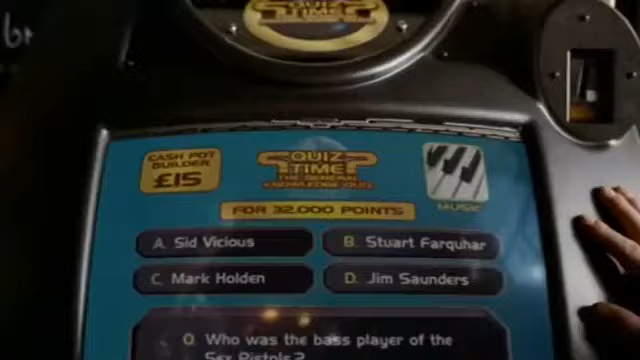 QUIZ
TIME
br
CASH POT
BUILDER
£15
QUIZ
TIME
THE GENERAL
KNOWLEDGE QUIZ
MUSIC
FOR 32,000 POINTS
A. Sid Vicious
B. Stuart Farquhar
C. Mark Holden
D. Jim Saunders
Q. Who was the bass player of the
Sex Pistols?